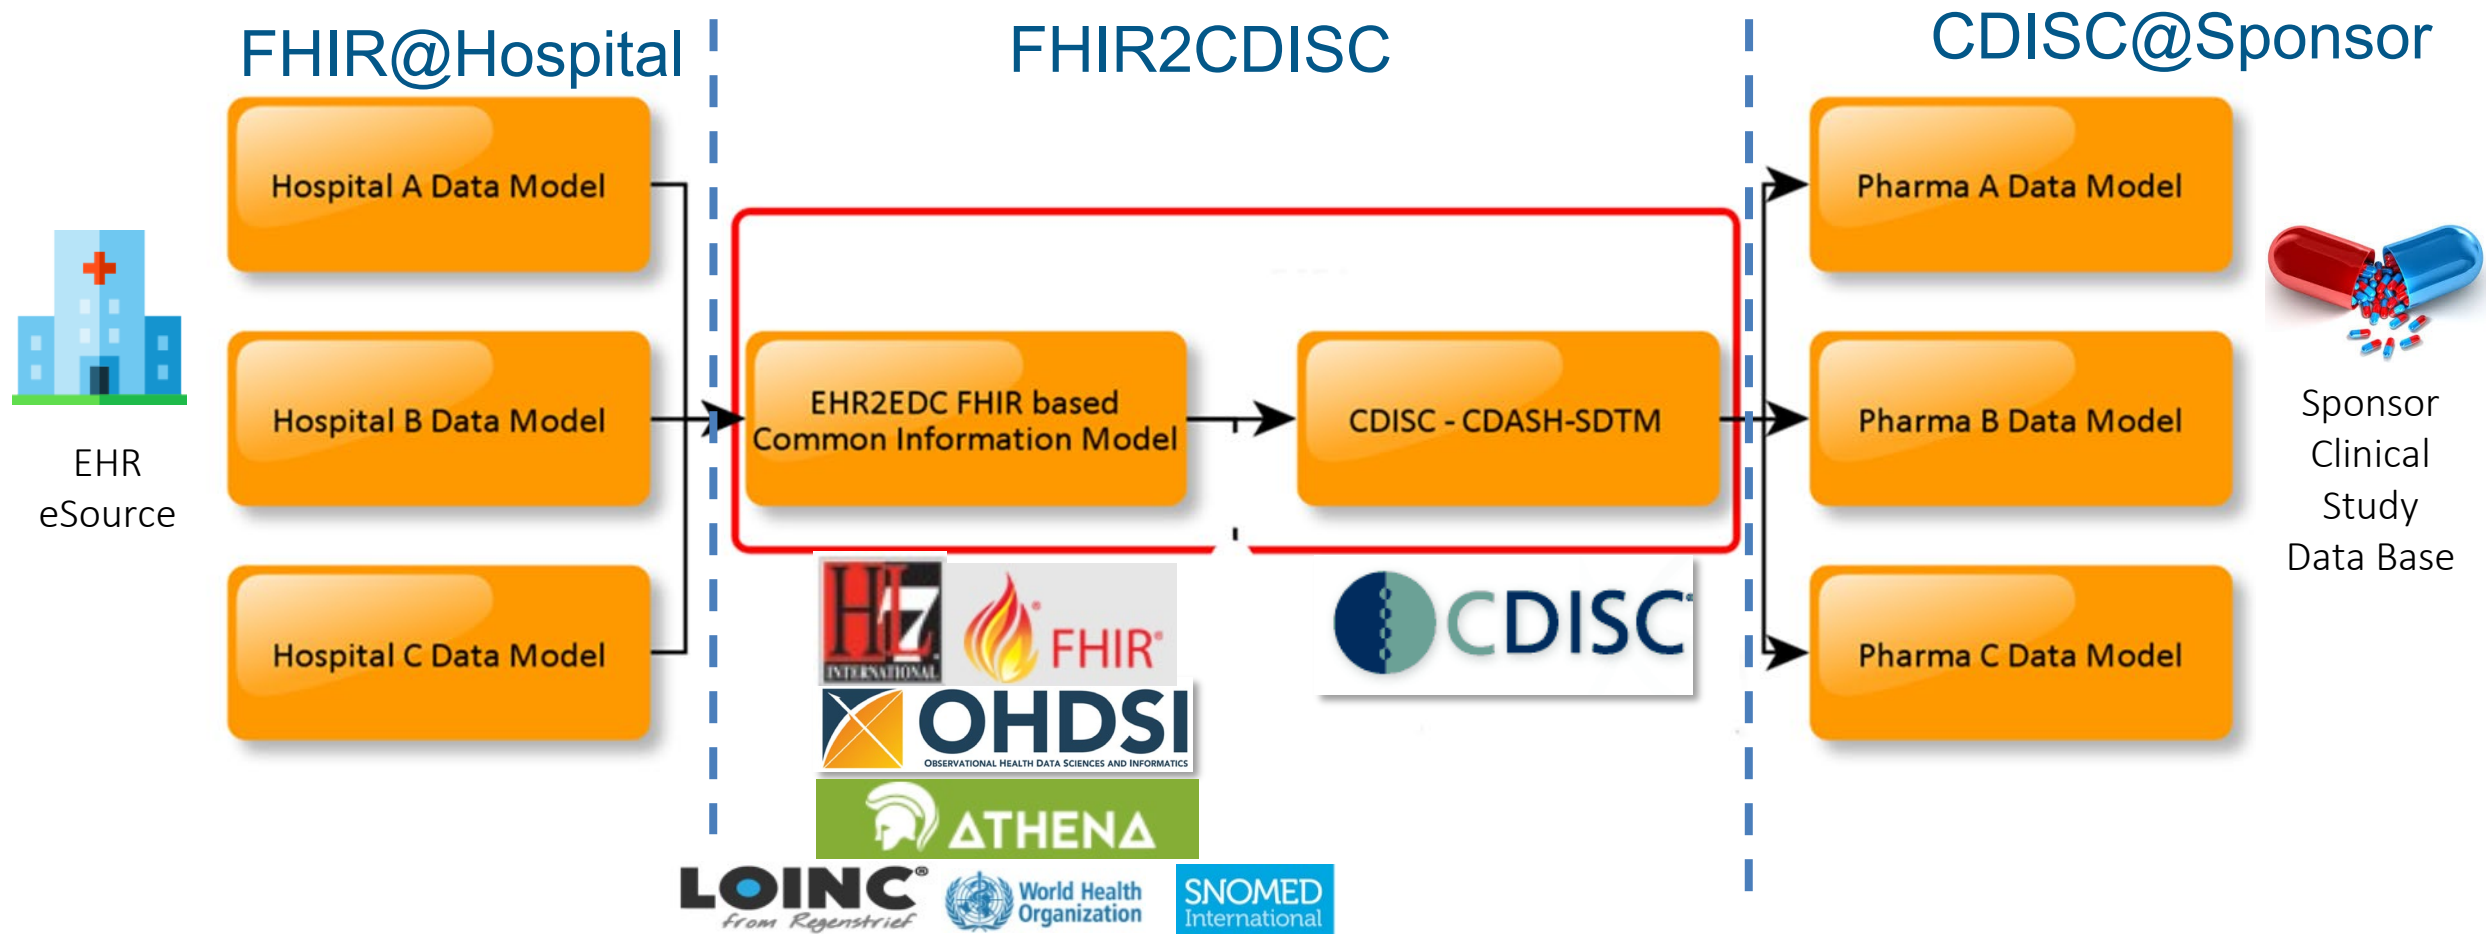 FHIR@Hospital
FHIR2CDISC
CDISC@Sponsor
Hospital A Data Model
Hospital B Data Model
Hospital C Data Model
EHR
eSource
EHR2EDC FHIR based
Common Information Model
CDISC - CDASH-SDTM
Pharma A Data Model
Pharma B Data Model
Pharma C Data Model
Sponsor
Clinical
Study
Data Base
HL7
INTERNATIONAL
FHIR®
CDISC
OHDSI
OBSERVATIONAL HEALTH DATA SCIENCES AND INFORMATICS
ATHENA
LOINC®
from Regenstrief
World Health
Organization
SNOMED
International